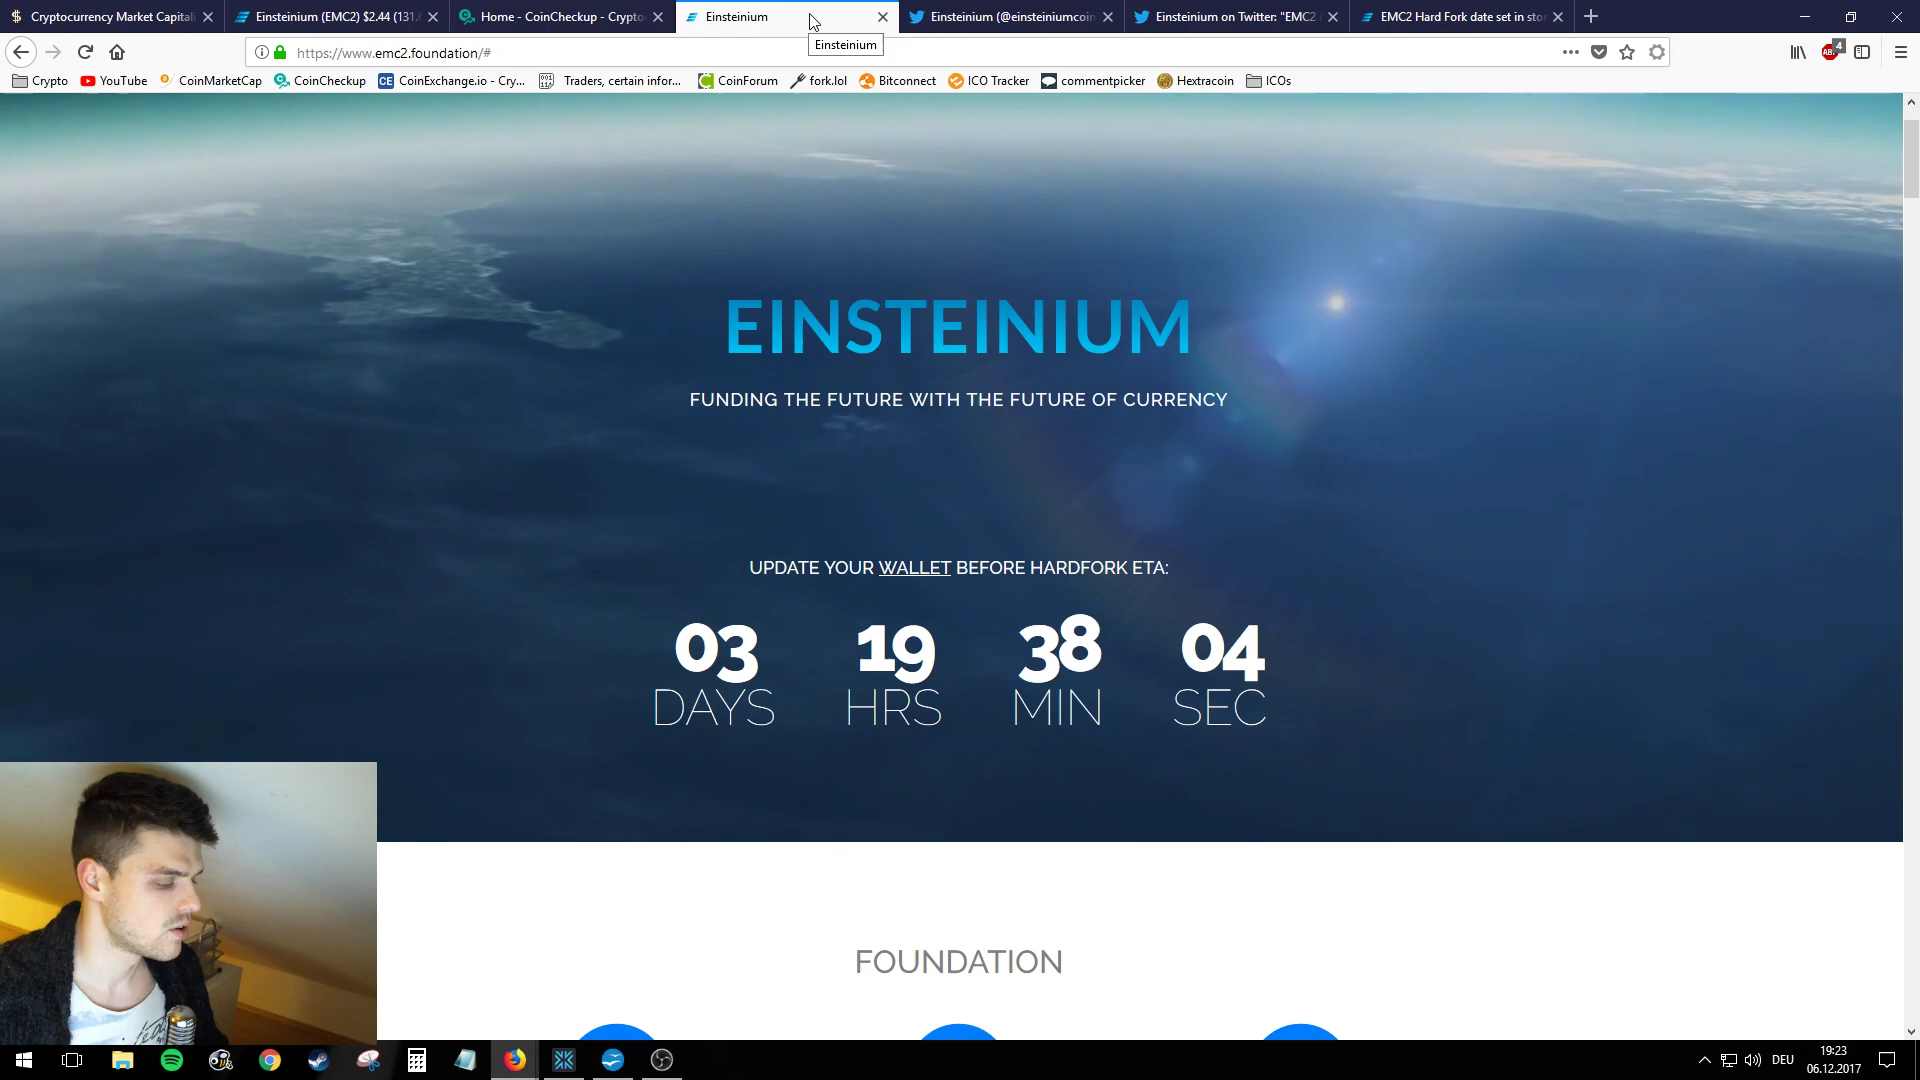 Cryptocurrency Market Capitali
Einsteinium (EMC2) $2.44 (131.
Home - CoinCheckup - Crypto
Einsteinium
Einsteinium (@einsteiniumcoin
Einsteinium on Twitter: "EMC2
EMC2 Hard Fork date set in sto
https://www.emc2.foundation/#
Einsteinium
4
ABP
Crypto
YouTube
CoinMarketCap
CoinCheckup
CE
CoinExchange.io - Cry...
Traders, certain infor...
CoinForum
fork.lol
Bitconnect
ICO Tracker
commentpicker
Hextracoin
ICOs
EINSTEINIUM
FUNDING THE FUTURE WITH THE FUTURE OF CURRENCY
UPDATE YOUR WALLET BEFORE HARDFORK ETA:
03 19 38 04
DAYS HRS MIN SEC
FOUNDATION
DEU
19:23
06.12.2017